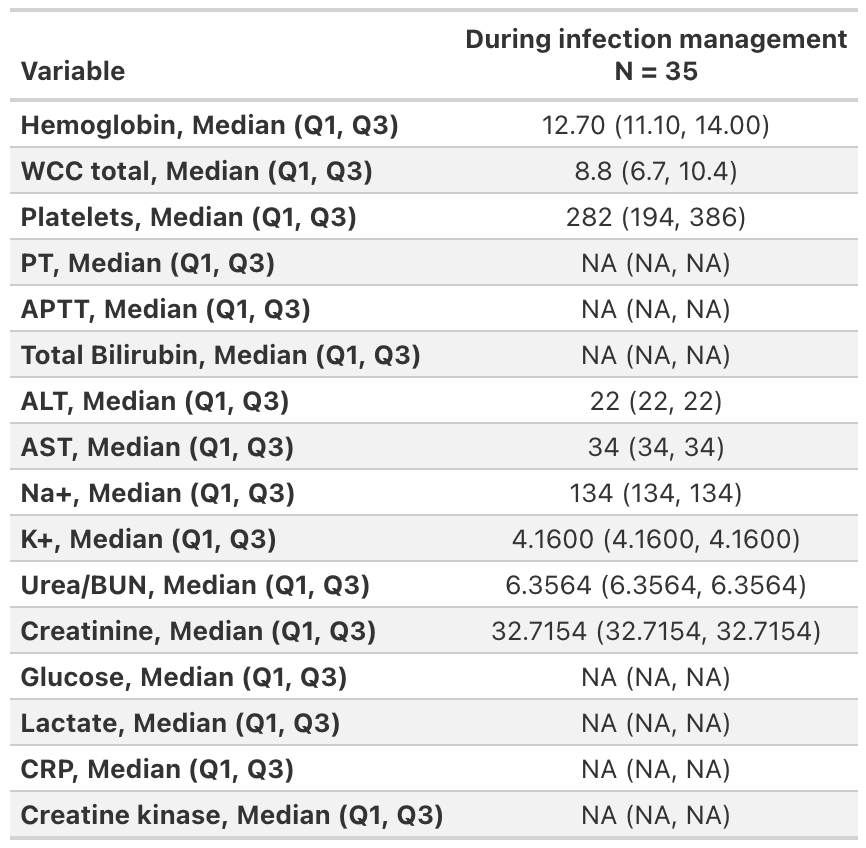 Variable During infection management
N = 35
Hemoglobin, Median (Q1, Q3) 12.70 (11.10, 14.00)
WCC total, Median (Q1, Q3) 8.8 (6.7, 10.4)
Platelets, Median (Q1, Q3) 282 (194, 386)
PT, Median (Q1, Q3) NA (NA, NA)
APTT, Median (Q1, Q3) NA (NA, NA)
Total Bilirubin, Median (Q1, Q3) NA (NA, NA)
ALT, Median (Q1, Q3) 22 (22, 22)
AST, Median (Q1, Q3) 34 (34, 34)
Na+, Median (Q1, Q3) 134 (134, 134)
K+, Median (Q1, Q3) 4.1600 (4.1600, 4.1600)
Urea/BUN, Median (Q1, Q3) 6.3564 (6.3564, 6.3564)
Creatinine, Median (Q1, Q3) 32.7154 (32.7154, 32.7154)
Glucose, Median (Q1, Q3) NA (NA, NA)
Lactate, Median (Q1, Q3) NA (NA, NA)
CRP, Median (Q1, Q3) NA (NA, NA)
Creatine kinase, Median (Q1, Q3) NA (NA, NA)